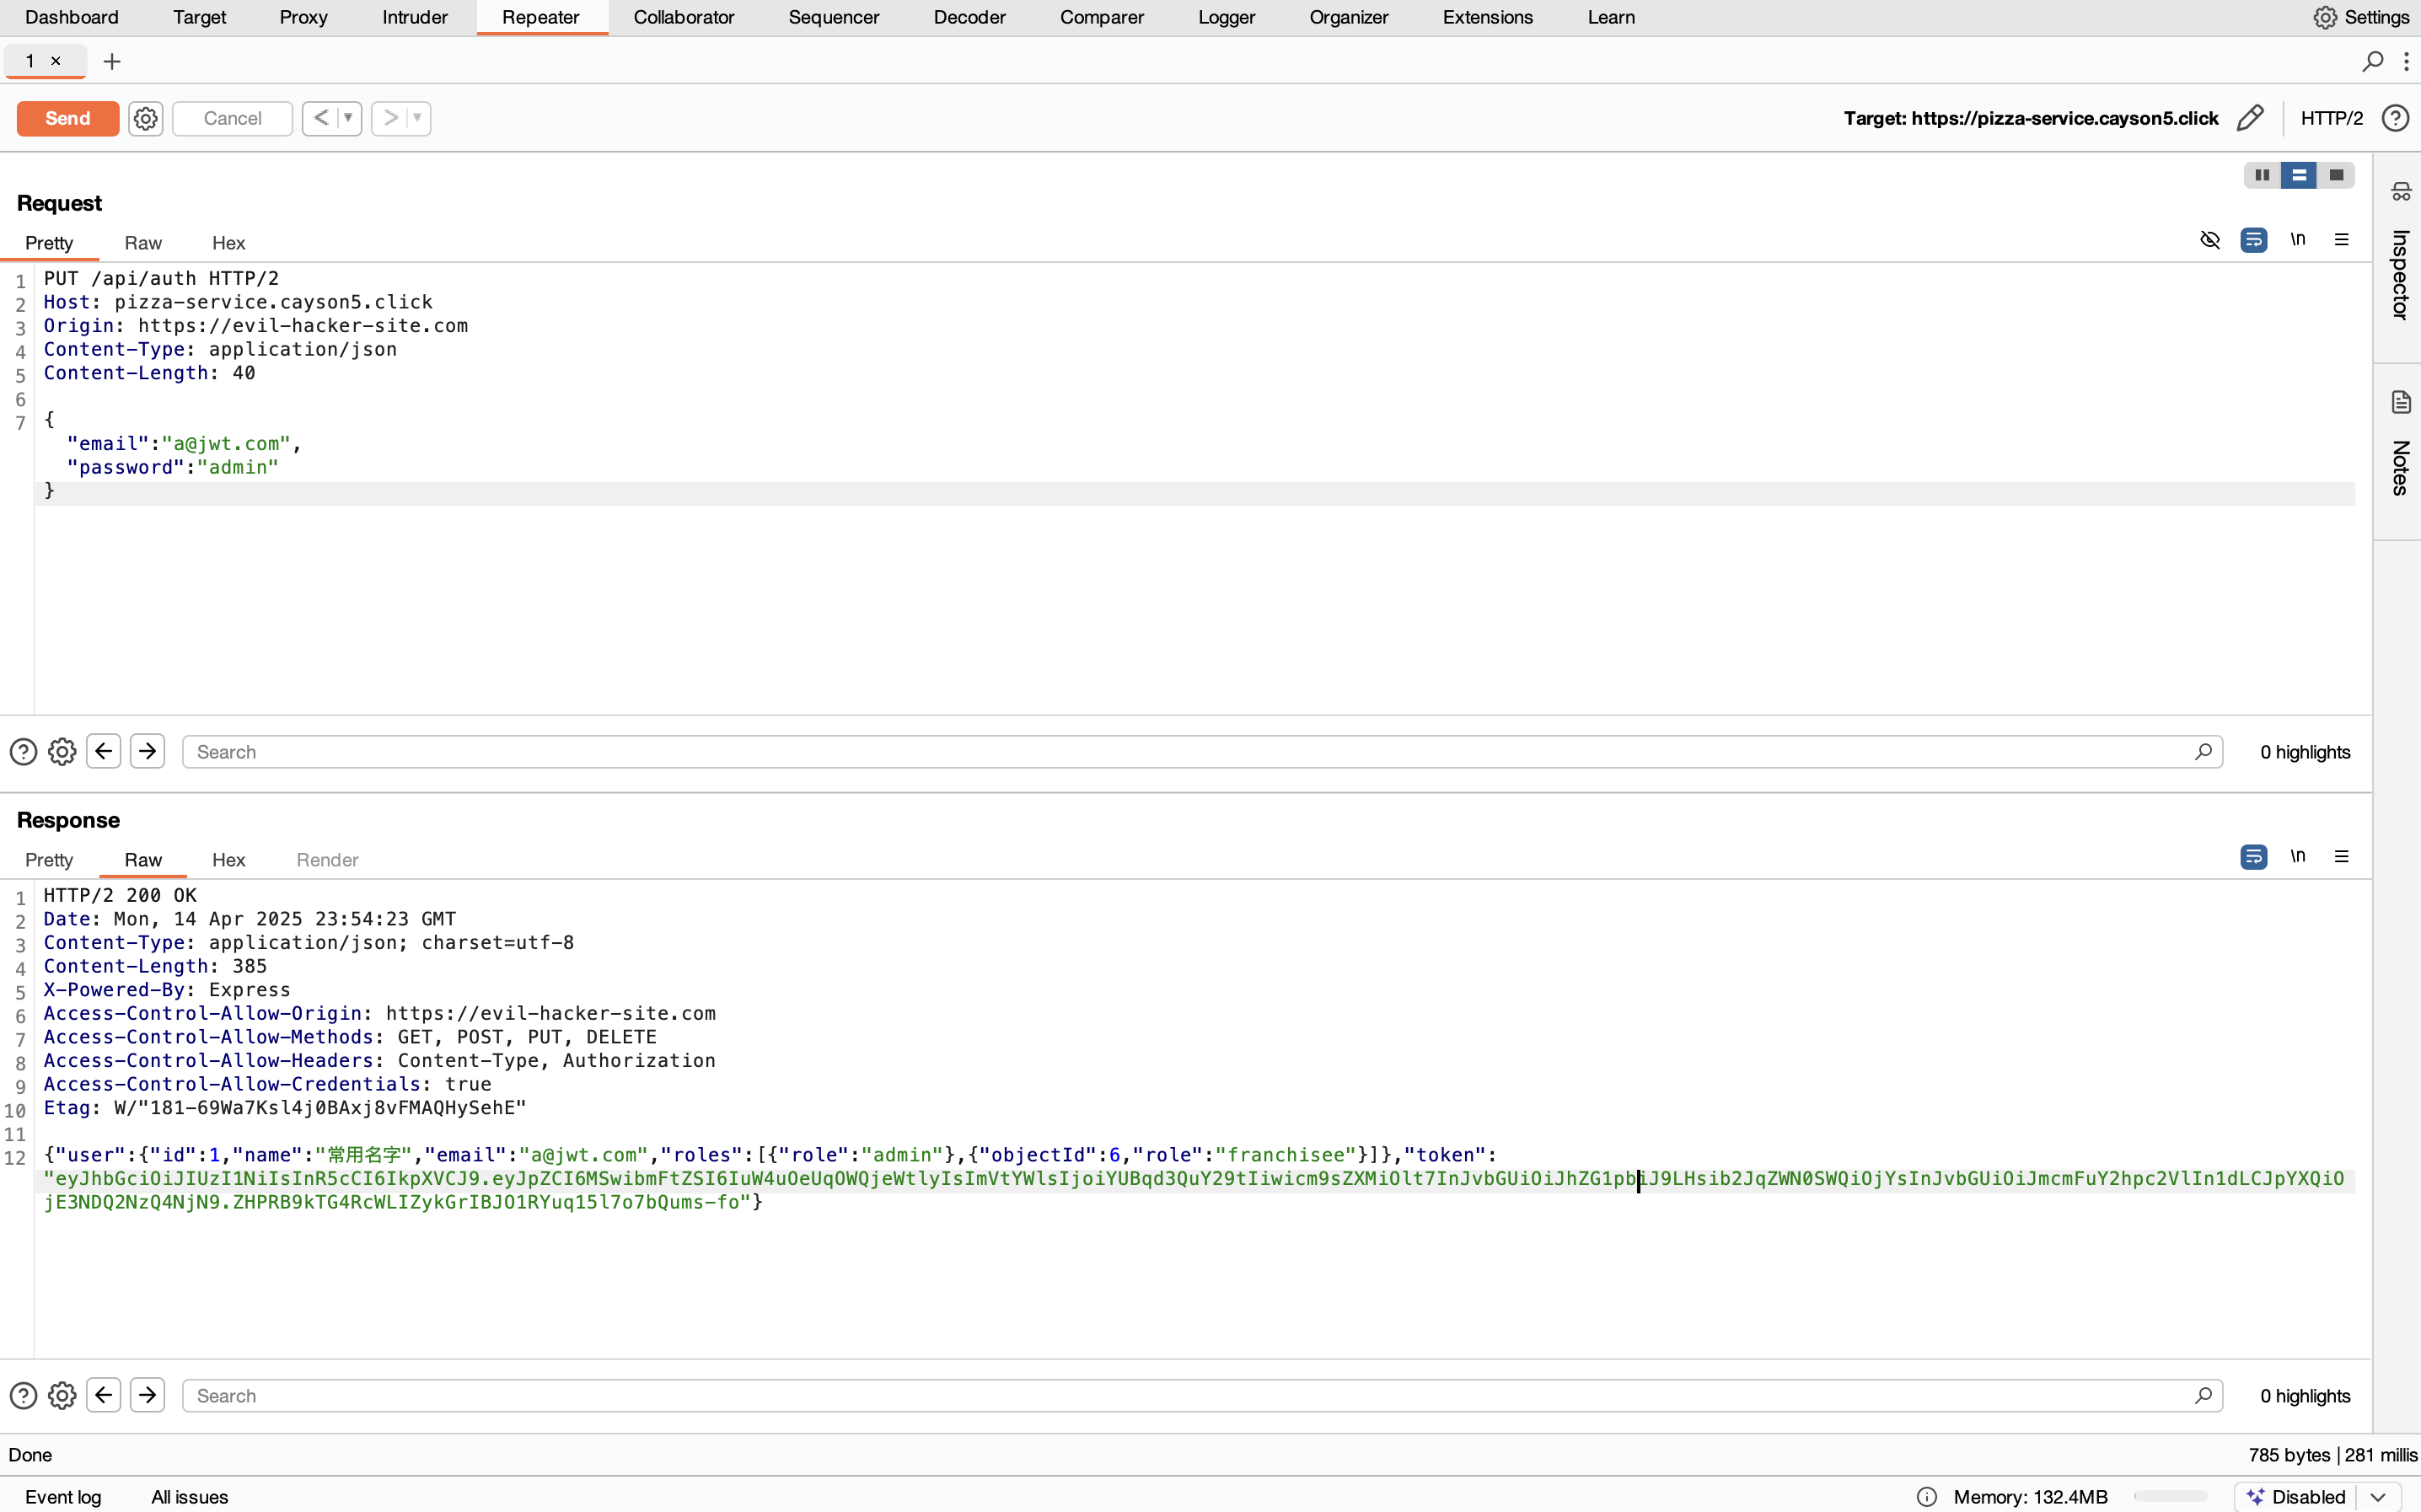 Dashboard Target Proxy Intruder Repeater Collaborator Sequencer Decoder Comparer Logger Organizer Extensions Learn Settings
1 × +
Send Cancel < > Target: https://pizza-service.cayson5.click HTTP/2
Request
Pretty Raw Hex \n
1 PUT /api/auth HTTP/2
2 Host: pizza-service.cayson5.click
3 Origin: https://evil-hacker-site.com
4 Content-Type: application/json
5 Content-Length: 40
6
7 {
"email":"a@jwt.com",
"password":"admin"
}
Search 0 highlights
Response
Pretty Raw Hex Render \n
1 HTTP/2 200 OK
2 Date: Mon, 14 Apr 2025 23:54:23 GMT
3 Content-Type: application/json; charset=utf-8
4 Content-Length: 385
5 X-Powered-By: Express
6 Access-Control-Allow-Origin: https://evil-hacker-site.com
7 Access-Control-Allow-Methods: GET, POST, PUT, DELETE
8 Access-Control-Allow-Headers: Content-Type, Authorization
9 Access-Control-Allow-Credentials: true
10 Etag: W/"181-69Wa7Ksl4j0BAxj8vFMAQHySehE"
11
12 {"user":{"id":1,"name":"常用名字","email":"a@jwt.com","roles":[{"role":"admin"},{"objectId":6,"role":"franchisee"}]},"token":
"eyJhbGciOiJIUzI1NiIsInR5cCI6IkpXVCJ9.eyJpZCI6MSwibmFtZSI6IuW4uOeUqOWQjeWtlyIsImVtYWlsIjoiYUBqd3QuY29tIiwicm9sZXMiOlt7InJvbGUiOiJhZG1pbiJ9LHsib2JqZWN0SWQiOjYsInJvbGUiOiJmcmFuY2hpc2VlIn1dLCJpYXQiO
jE3NDQ2NzQ4NjN9.ZHPRB9kTG4RcWLIZykGrIBJO1RYuq15l7o7bQums-fo"}
Search 0 highlights
Done 785 bytes | 281 millis
Event log All issues Memory: 132.4MB Disabled
Inspector
Notes